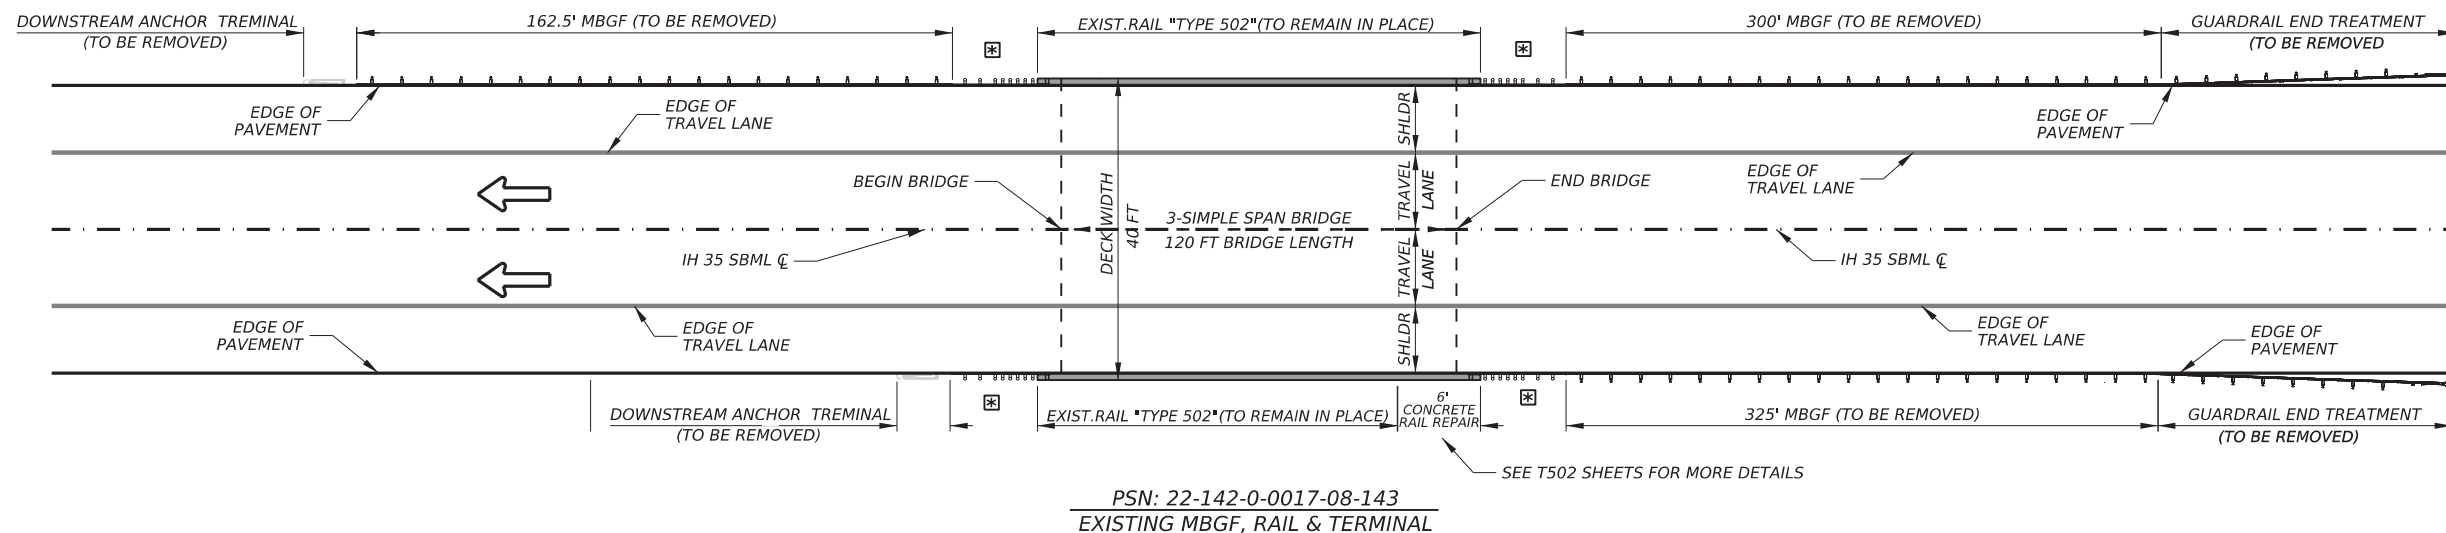 DOWNSTREAM ANCHOR TREMINAL
(TO BE REMOVED)
162.5' MBGF (TO BE REMOVED)
EXIST.RAIL "TYPE 502"(TO REMAIN IN PLACE)
300' MBGF (TO BE REMOVED)
GUARDRAIL END TREATMENT
(TO BE REMOVED
*
*
EDGE OF
PAVEMENT
EDGE OF
TRAVEL LANE
SHLDR
EDGE OF
PAVEMENT
BEGIN BRIDGE
DECK WIDTH
40 FT
TRAVEL
LANE
END BRIDGE
EDGE OF
TRAVEL LANE
3-SIMPLE SPAN BRIDGE
120 FT BRIDGE LENGTH
IH 35 SBML ℄
TRAVEL
LANE
IH 35 SBML ℄
EDGE OF
PAVEMENT
EDGE OF
TRAVEL LANE
SHLDR
EDGE OF
TRAVEL LANE
EDGE OF
PAVEMENT
*
*
DOWNSTREAM ANCHOR TREMINAL
(TO BE REMOVED)
EXIST.RAIL "TYPE 502"(TO REMAIN IN PLACE)
6'
CONCRETE
RAIL REPAIR
325' MBGF (TO BE REMOVED)
GUARDRAIL END TREATMENT
(TO BE REMOVED)
SEE T502 SHEETS FOR MORE DETAILS
PSN: 22-142-0-0017-08-143
EXISTING MBGF, RAIL & TERMINAL